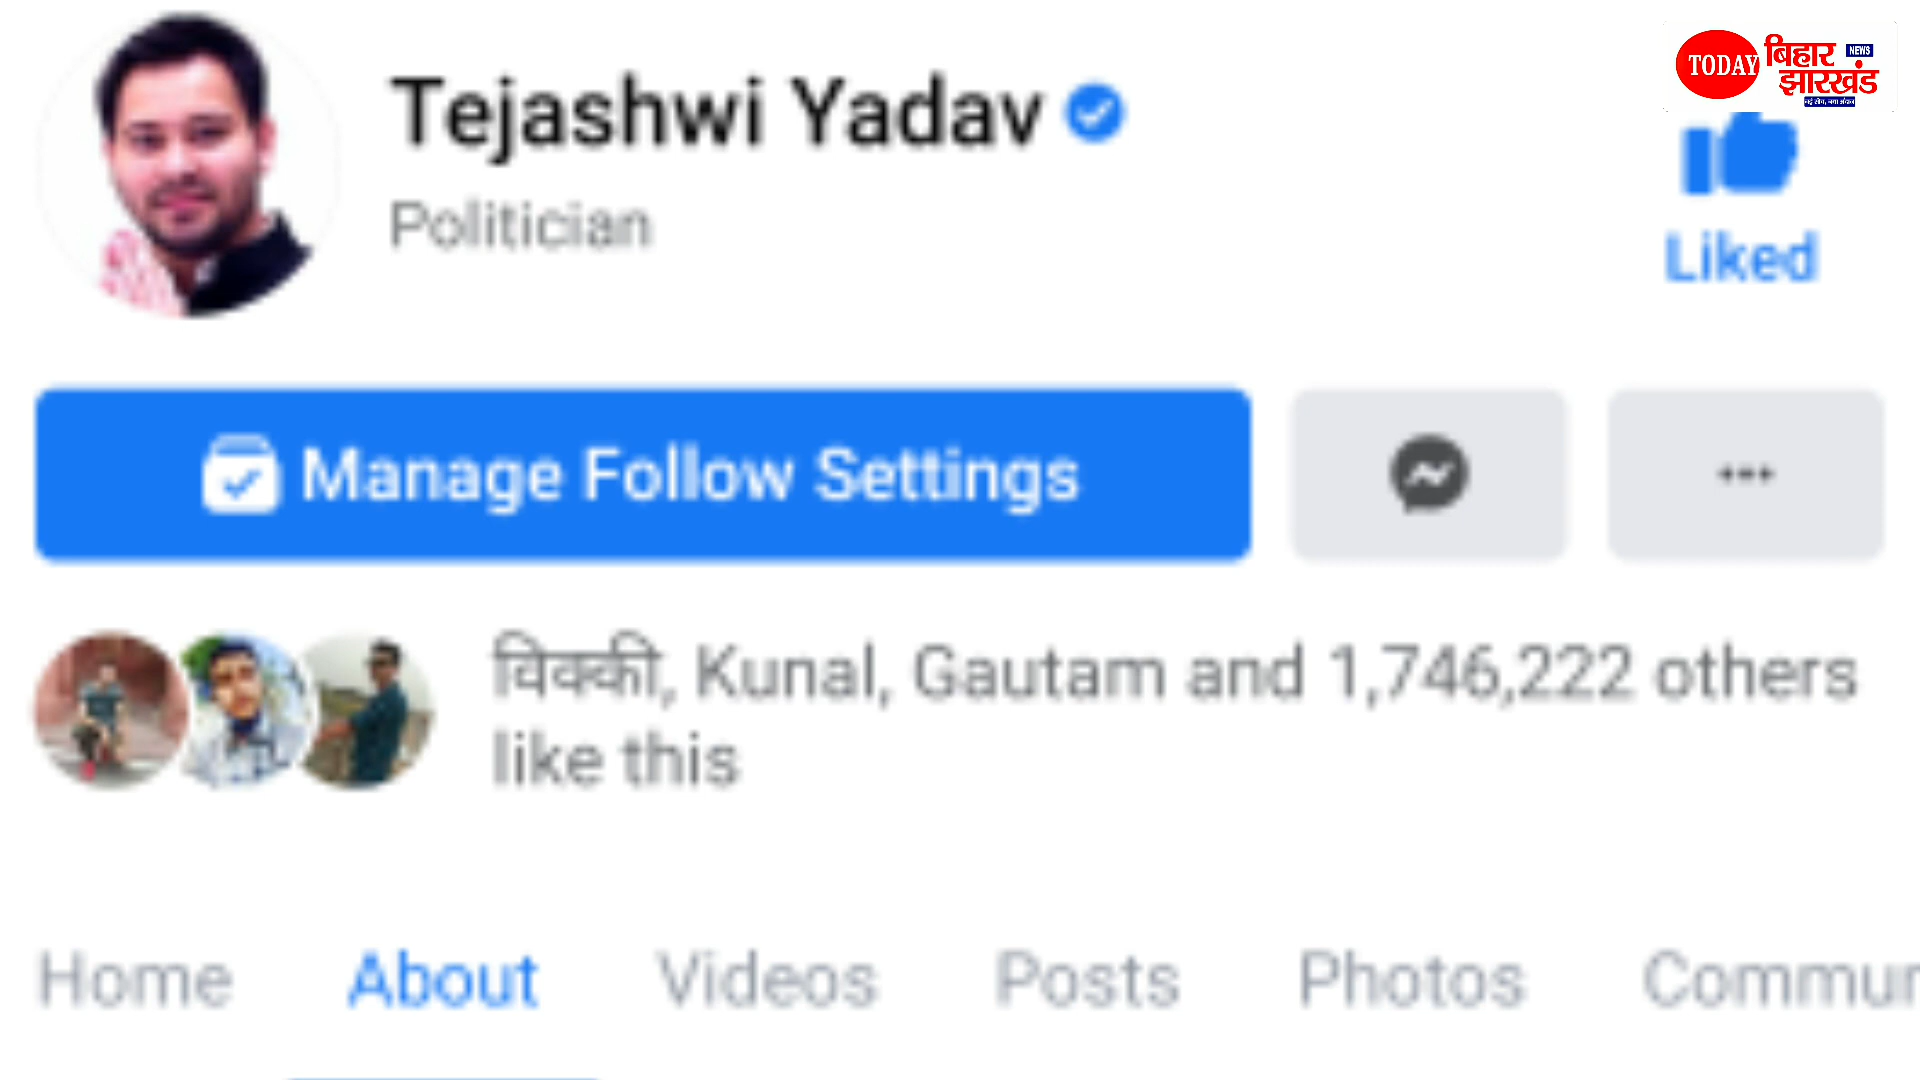 Tejashwi Yadav
Politician
TODAY
बिहार
NEWS
झारखंड
Liked
Manage Follow Settings
विक्की, Kunal, Gautam and 1,746,222 others
like this
Home About Videos Posts Photos Commun